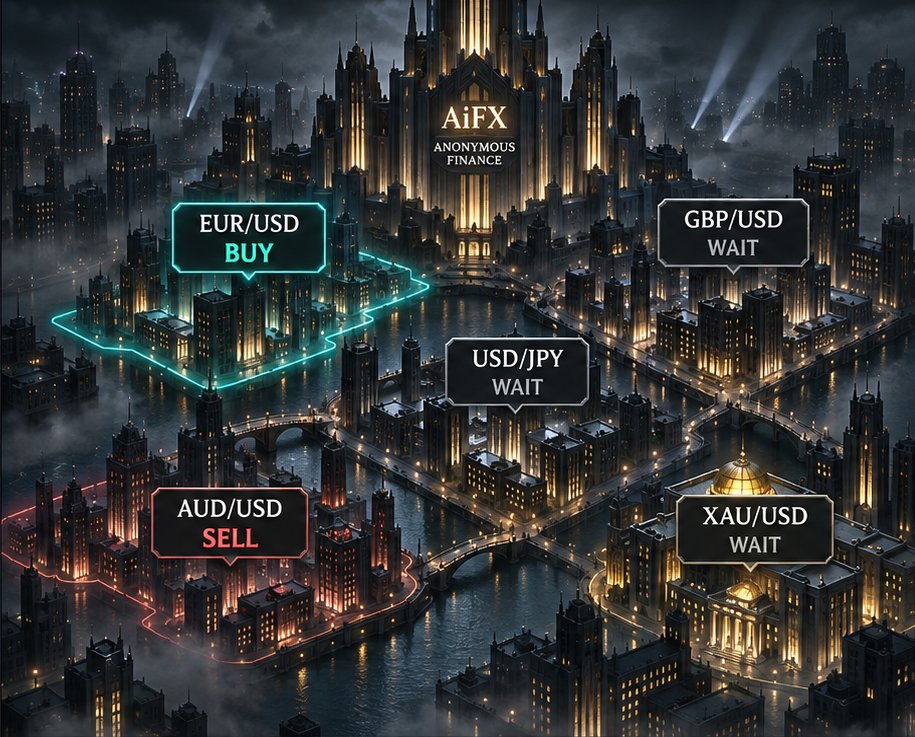 AiFX
ANONYMOUS
FINANCE
EUR/USD
BUY
GBP/USD
WAIT
USD/JPY
WAIT
AUD/USD
SELL
XAU/USD
WAIT